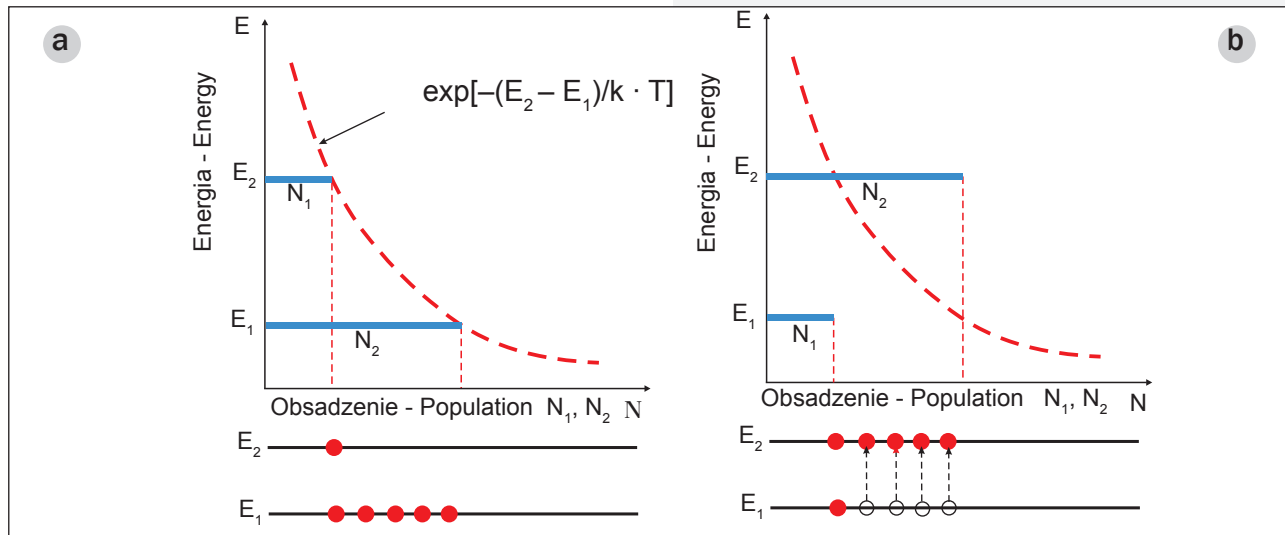 a
E
exp[–(E₂ – E₁)/k · T]
Energia - Energy
E₂
N₁
E₁
N₂
Obsadzenie - Population N₁, N₂ N
E₂
E₁
b
E
Energia - Energy
E₂
N₂
E₁
N₁
Obsadzenie - Population N₁, N₂ N
E₂
E₁